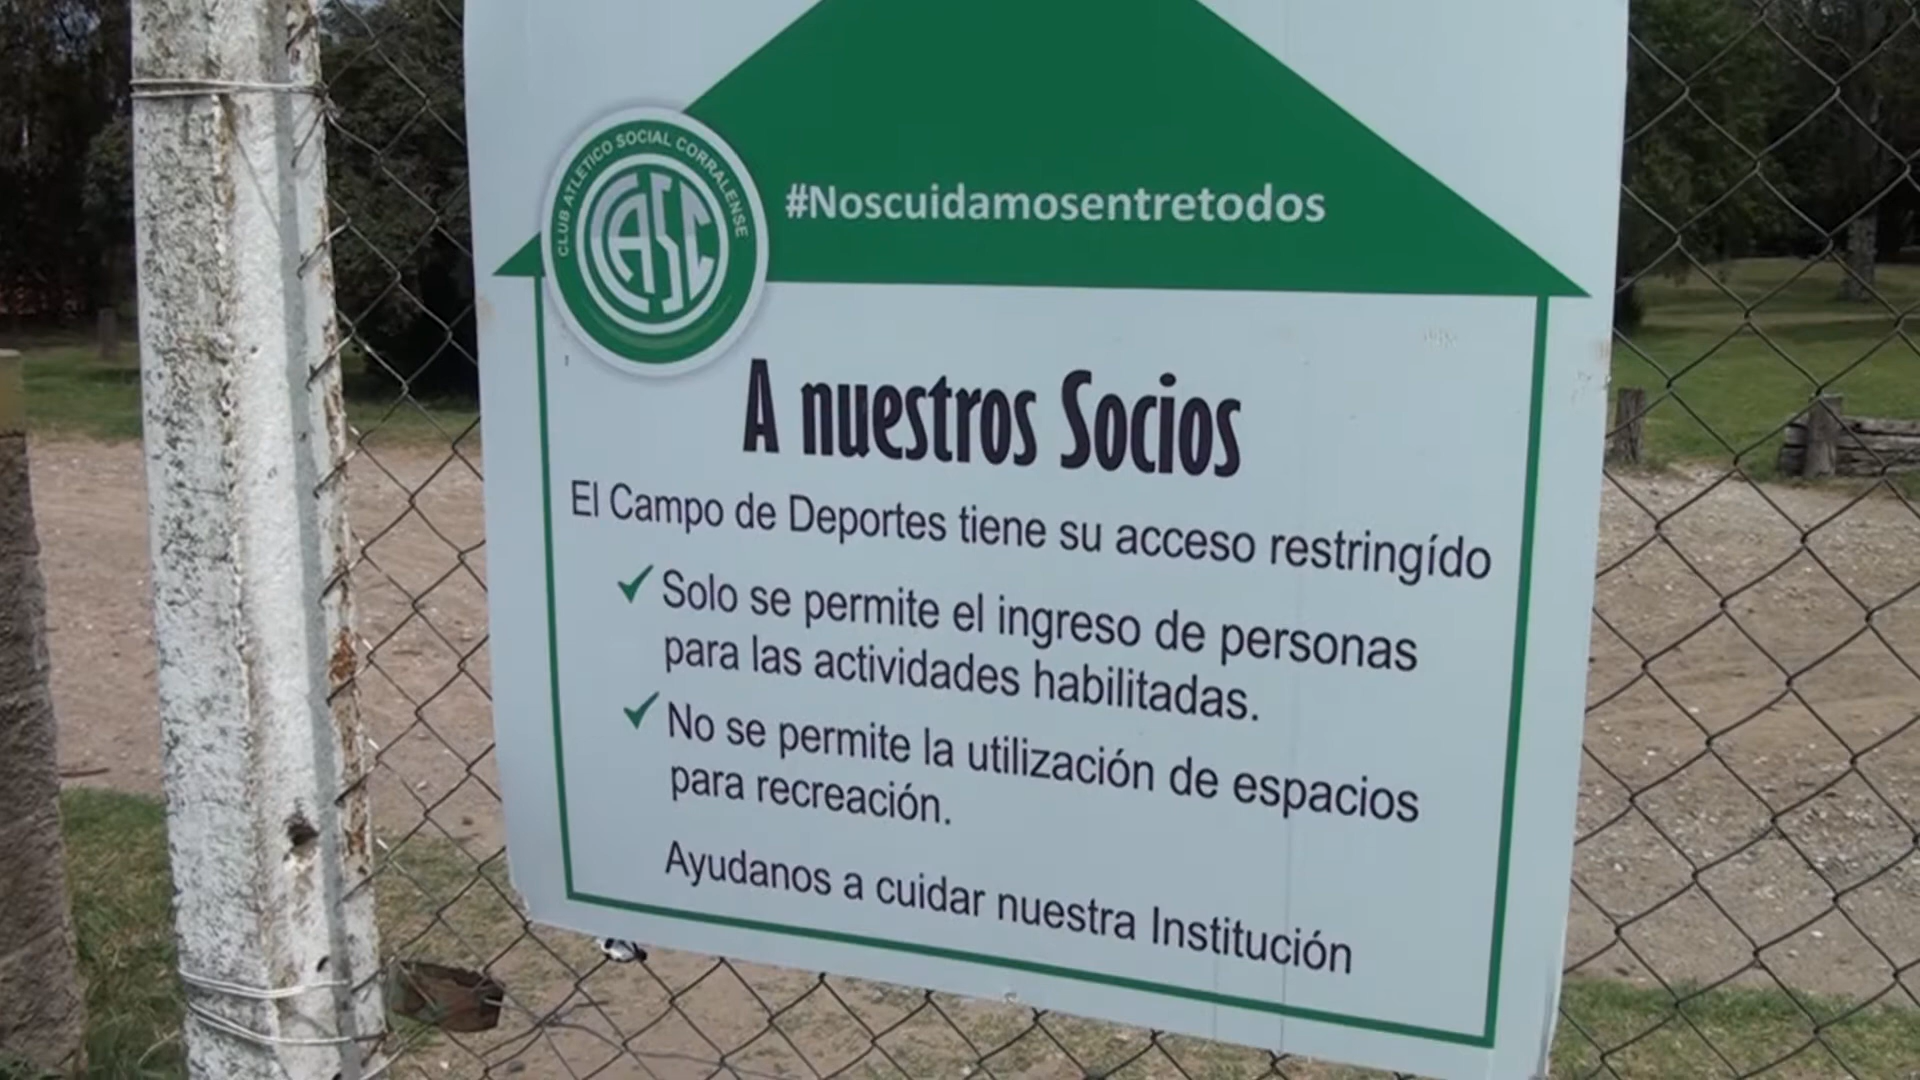 CLUB ATLETICO SOCIAL CORRALENSE
CASC
#Noscuidamosentretodos
A nuestros Socios
El Campo de Deportes tiene su acceso restringído
Solo se permite el ingreso de personas
para las actividades habilitadas.
No se permite la utilización de espacios
para recreación.
Ayudanos a cuidar nuestra Institución